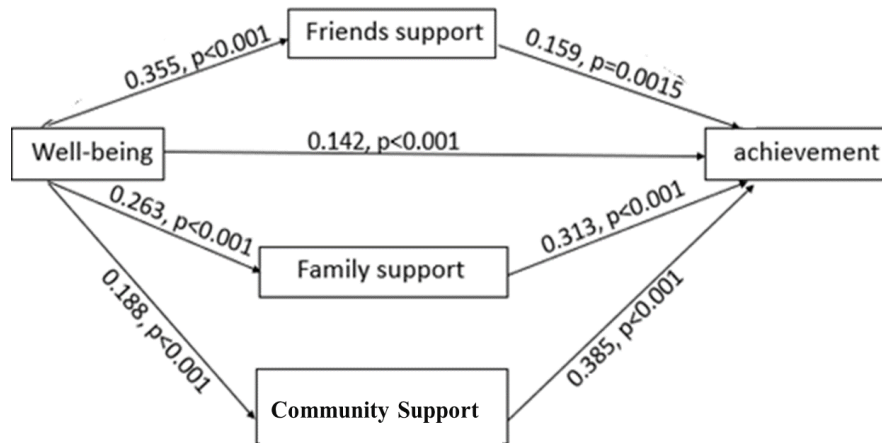 Friends support
0.355, p<0.001
0.159, p=0.0015
Well-being
0.142, p<0.001
achievement
0.263, p<0.001
0.313, p<0.001
Family support
0.188, p<0.001
0.385, p<0.001
Community Support